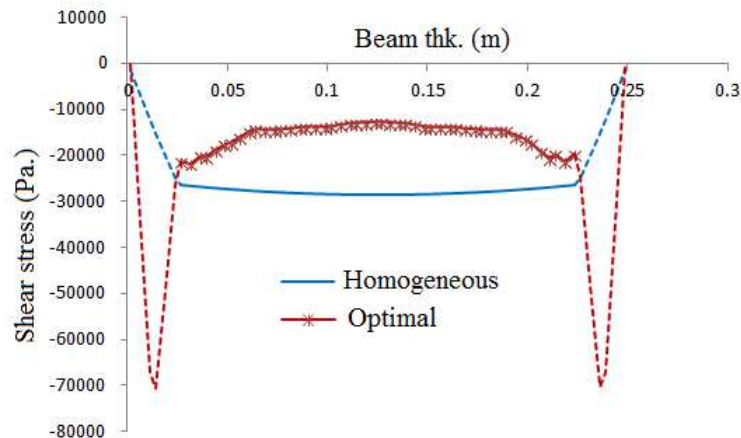 Beam thk. (m)
10000
0
-10000
-20000
-30000
-40000
-50000
-60000
-70000
-80000
0 0.05 0.1 0.15 0.2 0.25 0.3
Shear stress (Pa.)
Homogeneous
Optimal